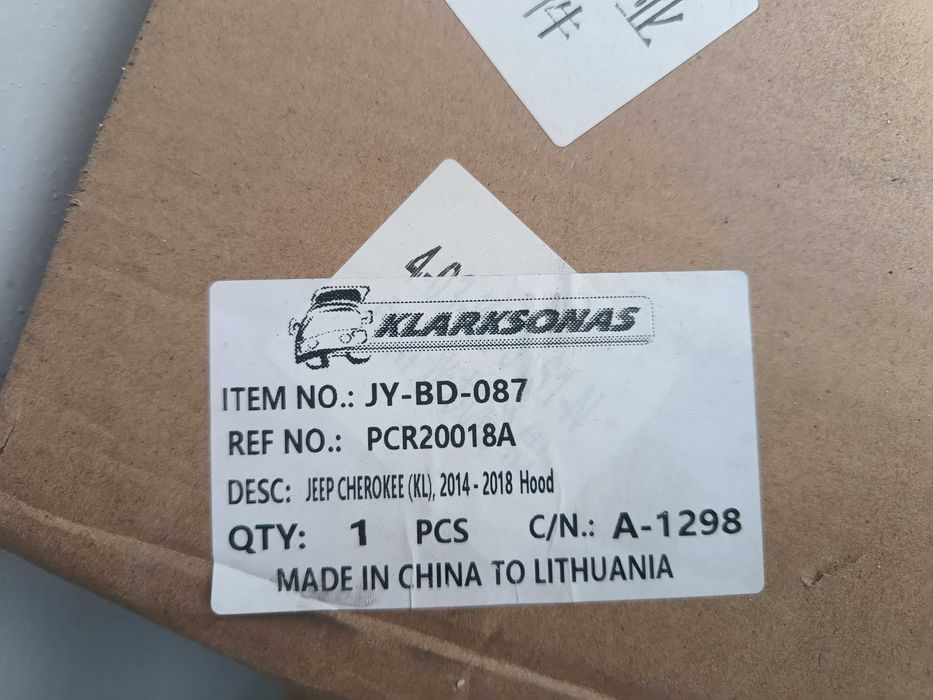 件
KLARKSONAS
ITEM NO.: JY-BD-087
REF NO.: PCR20018A
DESC: JEEP CHEROKEE (KL), 2014 - 2018 Hood
QTY: 1 PCS C/N.: A-1298
MADE IN CHINA TO LITHUANIA